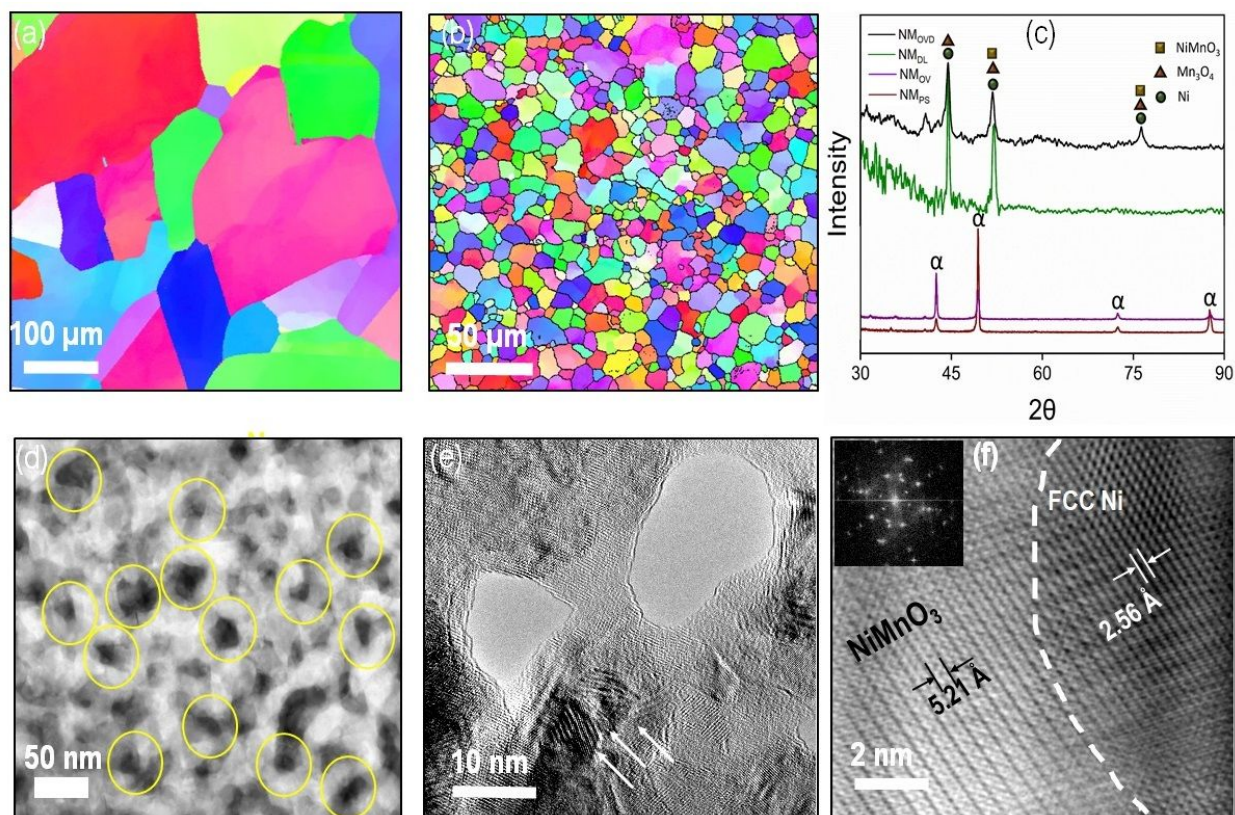 (a)
100 µm
(b)
50 µm
(c)
NM_OVD
NM_DL
NM_OV
NM_PS
NiMnO₃
Mn₃O₄
Ni
α
α
α
α
Intensity
30 45 60 75 90
2θ
(d)
50 nm
(e)
10 nm
(f)
FCC Ni
2.56 Å
NiMnO₃
5.21 Å
2 nm